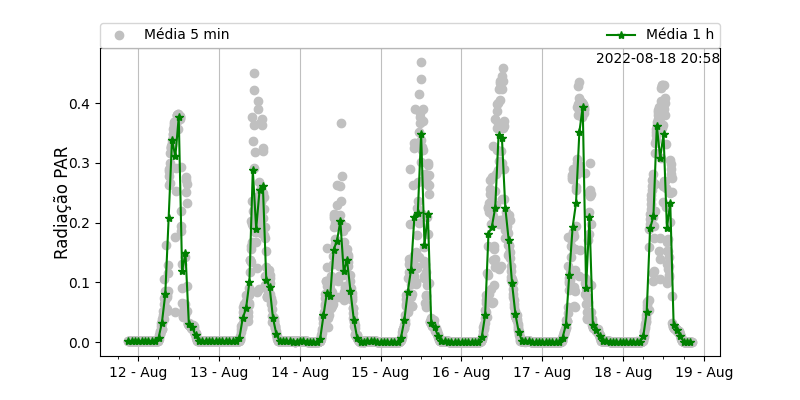 Média 5 min
Média 1 h
2022-08-18 20:58
Radiação PAR
0.4
0.3
0.2
0.1
0.0
12 - Aug
13 - Aug
14 - Aug
15 - Aug
16 - Aug
17 - Aug
18 - Aug
19 - Aug